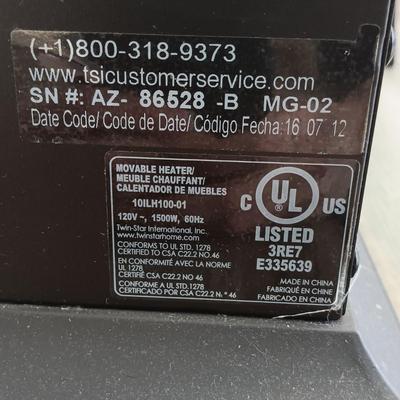 (+1)800-318-9373
www.tsicustomerservice.com
SN #: AZ- 86528 -B MG-02
Date Code/ Code de Date/ Código Fecha: 16 07 12
MOVABLE HEATER/
MEUBLE CHAUFFANT/
CALENTADOR DE MUEBLES
10ILH100-01
120V ~, 1500W, 60Hz
Twin-Star International, Inc.
www.twinstarhome.com
CONFORMS TO UL STD. 1278
CERTIFIED TO CSA C22.2 NO.46
EN CONFORMITÉ AVEC LA NORME
UL 1278
CERTIFIÉ CSA C22.2 N° 46
CONFORME A UL STD.1278
CERTIFICADO POR CSA C22.2 N: * 46
C UL US
®
LISTED
3RE7
E335639
MADE IN CHINA
FABRIQUÉ EN CHINE
FABRICADO EN CHINA